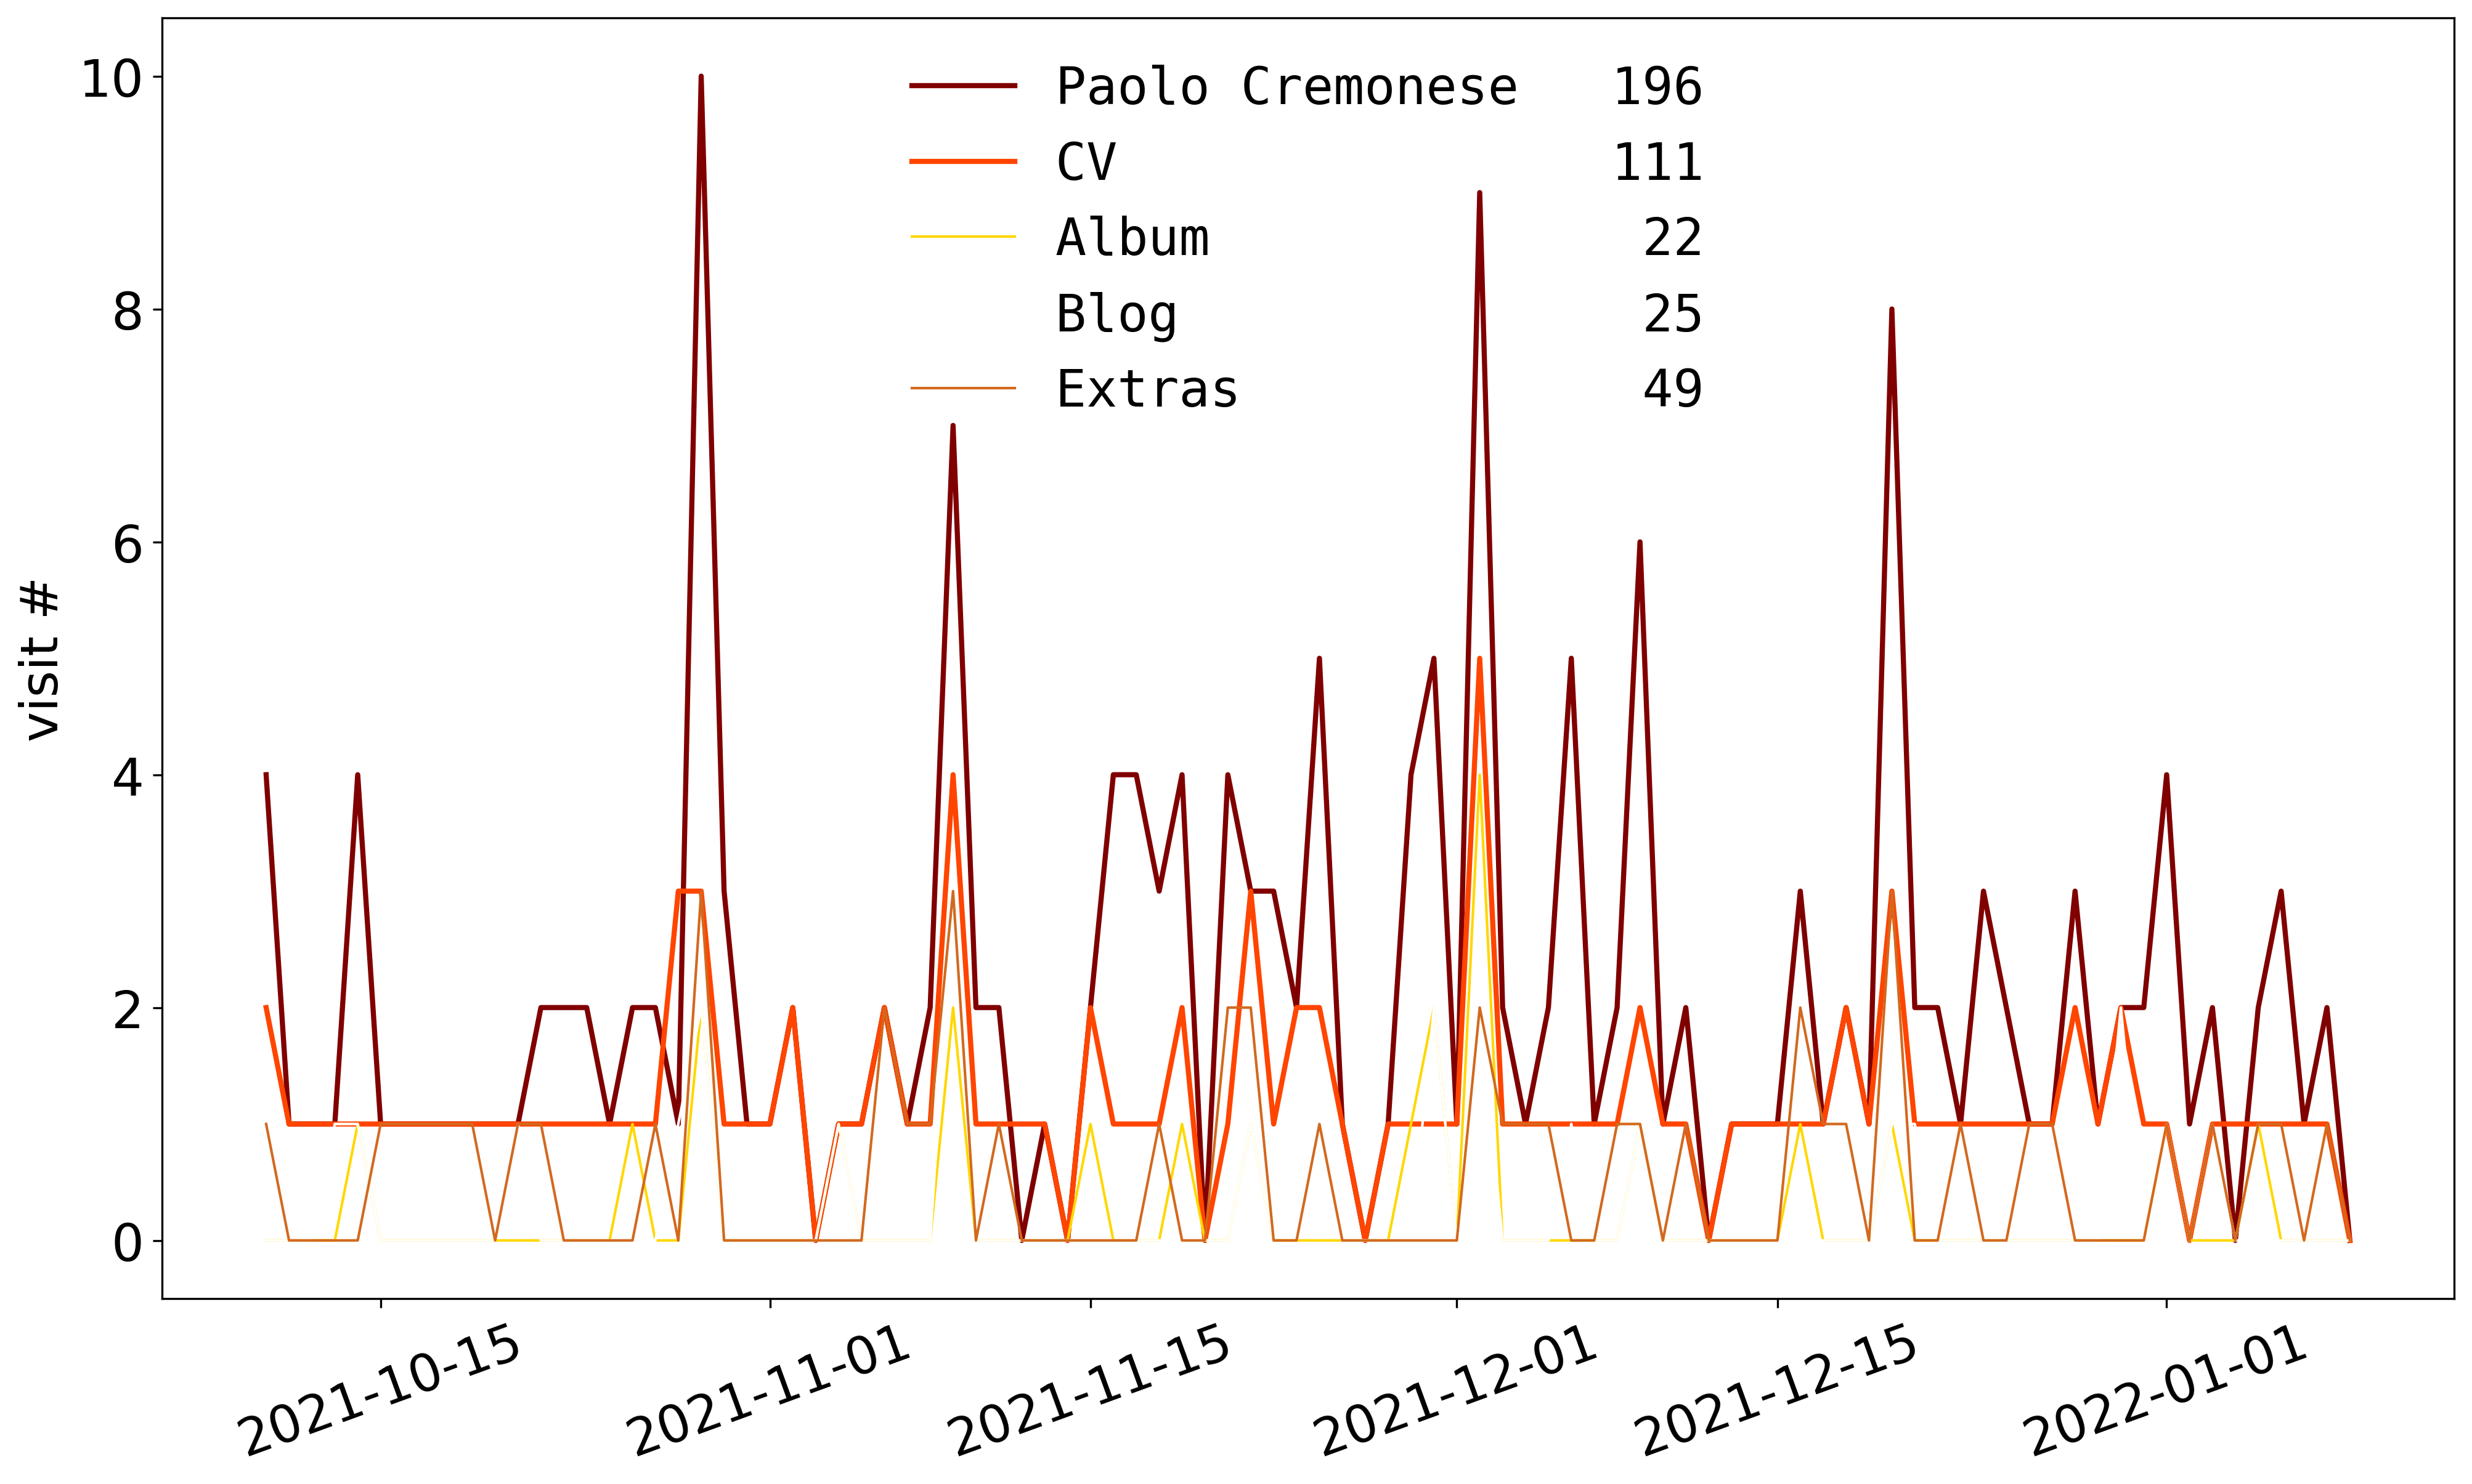 10
8
6
4
2
0
visit #
Paolo Cremonese 196
CV 111
Album 22
Blog 25
Extras 49
2021-10-15
2021-11-01
2021-11-15
2021-12-01
2021-12-15
2022-01-01